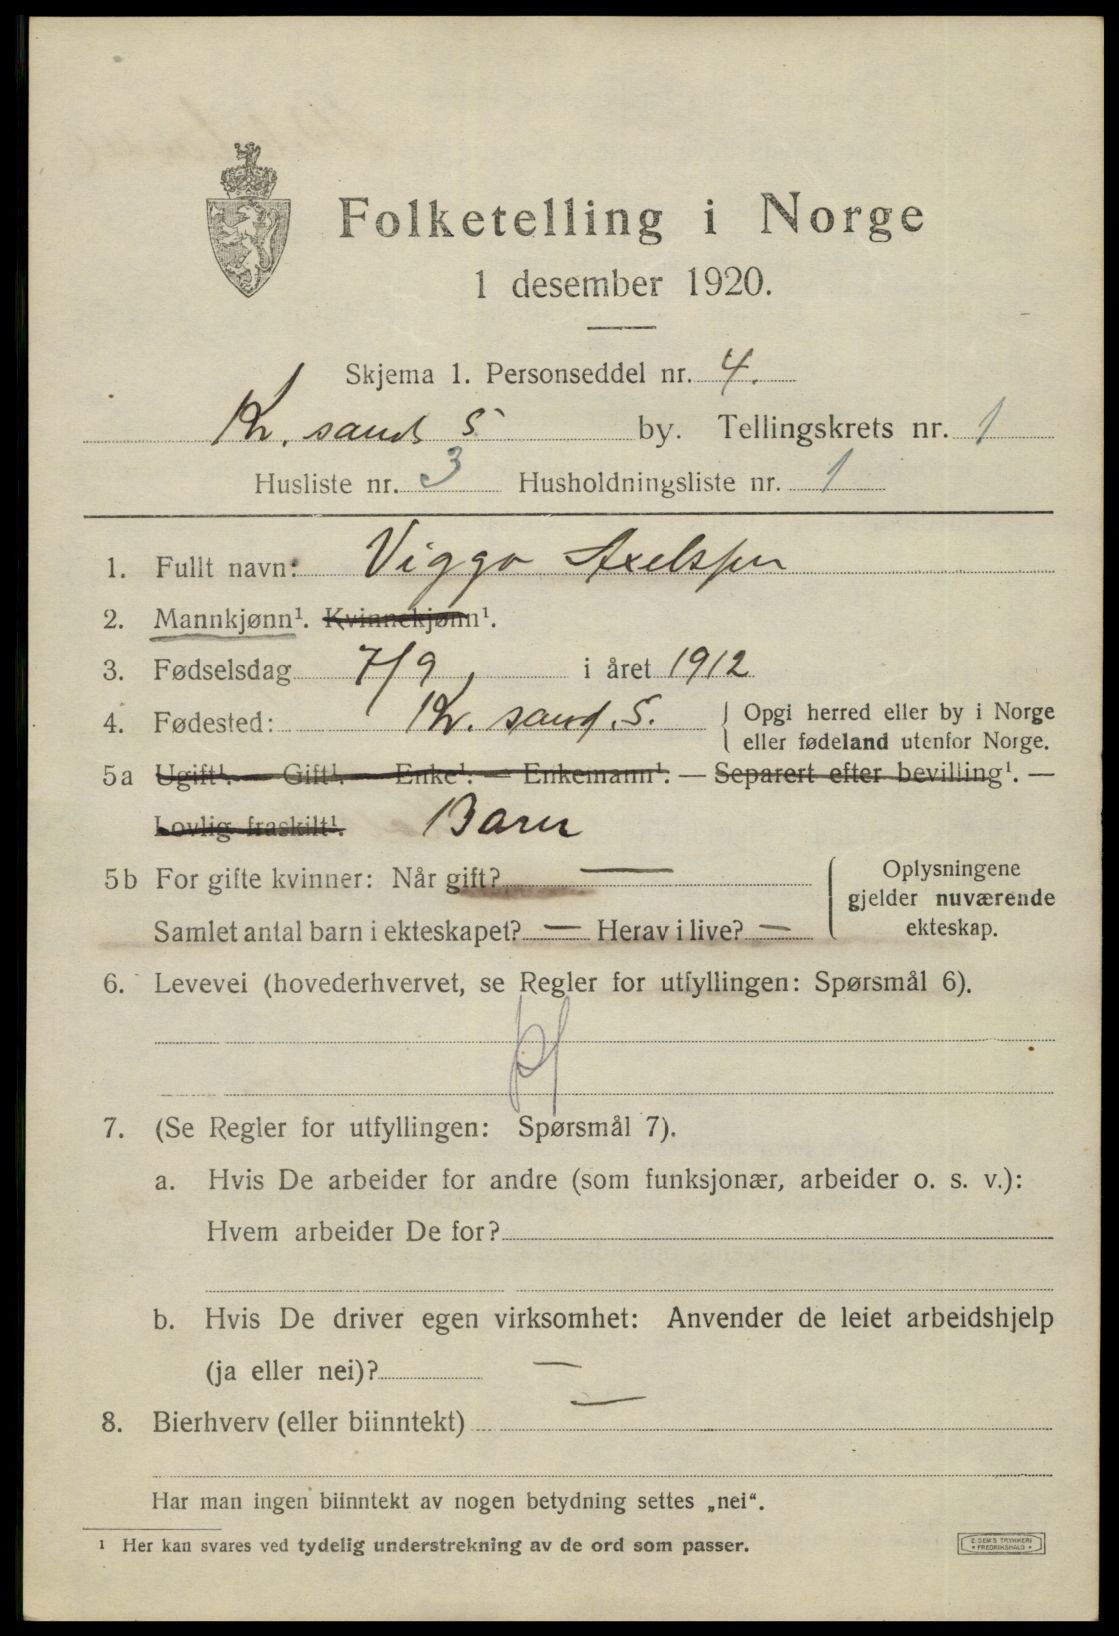 Folketelling i Norge
1 desember 1920.
Skjema 1. Personseddel nr. 4.
Kr. sand S by. Tellingskrets nr. 1
Husliste nr. 3 Husholdningsliste nr. 1
1. Fullt navn: Viggo Axelsen
2. Mannkjønn¹. Kvinnekjønn¹.
3. Fødselsdag 7/9, i året 1912
4. Fødested: Kr. sand. S. Opgi herred eller by i Norge
eller fødeland utenfor Norge.
5a Ugift¹. — Gift¹. — Enke¹. — Enkemann¹. — Separert efter bevilling¹. —
Lovlig fraskilt¹. Barn
5b For gifte kvinner: Når gift? — Oplysningene
gjelder nuværende
ekteskap.
Samlet antal barn i ekteskapet? — Herav i live? —
6. Levevei (hovederhvervet, se Regler for utfyllingen: Spørsmål 6).
7. (Se Regler for utfyllingen: Spørsmål 7).
a. Hvis De arbeider for andre (som funksjonær, arbeider o. s. v.):
Hvem arbeider De for?
b. Hvis De driver egen virksomhet: Anvender de leiet arbeidshjelp
(ja eller nei)? —
8. Bierhverv (eller biinntekt) —
Har man ingen biinntekt av nogen betydning settes „nei“.
¹ Her kan svares ved tydelig understrekning av de ord som passer.
E. SEM'S TRYKKERI
• FREDRIKSHALD •